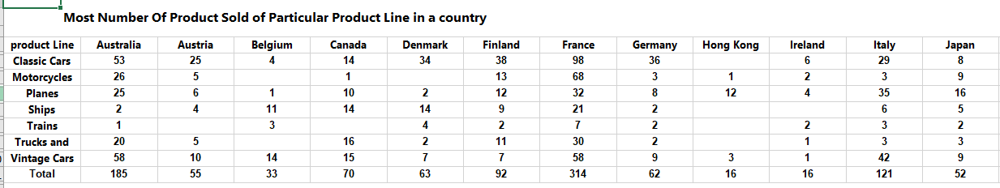 Most Number Of Product Sold of Particular Product Line in a country
product Line Australia Austria Belgium Canada Denmark Finland France Germany Hong Kong Ireland Italy Japan
Classic Cars 53 25 4 14 34 38 98 36 6 29 8
Motorcycles 26 5 1 13 68 3 1 2 3 9
Planes 25 6 1 10 2 12 32 8 12 4 35 16
Ships 2 4 11 14 14 9 21 2 6 5
Trains 1 3 4 2 7 2 2 3 2
Trucks and 20 5 16 2 11 30 2 1 3 3
Vintage Cars 58 10 14 15 7 7 58 9 3 1 42 9
Total 185 55 33 70 63 92 314 62 16 16 121 52